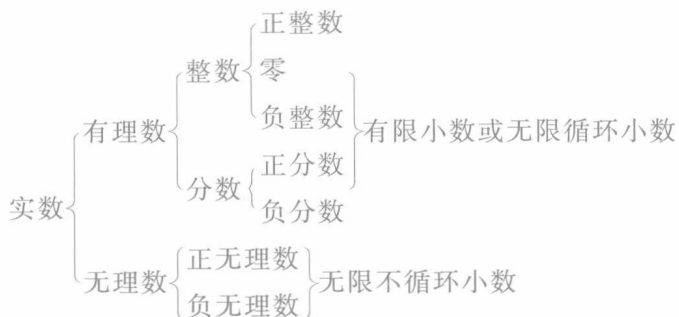 正整数
整数 零
有理数 负整数 有限小数或无限循环小数
分数 正分数
实数 负分数
无理数 正无理数 无限不循环小数
负无理数